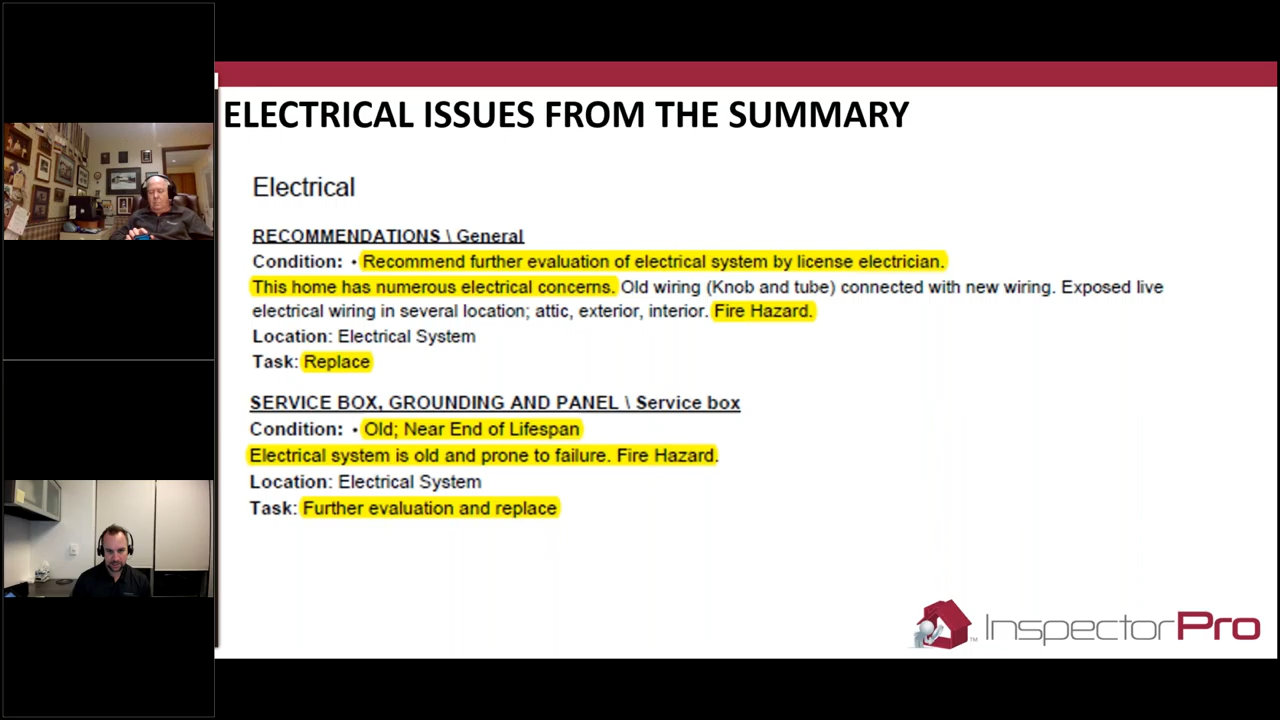 ELECTRICAL ISSUES FROM THE SUMMARY
Electrical
RECOMMENDATIONS \ General
Condition: • Recommend further evaluation of electrical system by license electrician.
This home has numerous electrical concerns. Old wiring (Knob and tube) connected with new wiring. Exposed live
electrical wiring in several location; attic, exterior, interior. Fire Hazard.
Location: Electrical System
Task: Replace
SERVICE BOX, GROUNDING AND PANEL \ Service box
Condition: • Old; Near End of Lifespan
Electrical system is old and prone to failure. Fire Hazard.
Location: Electrical System
Task: Further evaluation and replace
InspectorPro
TM